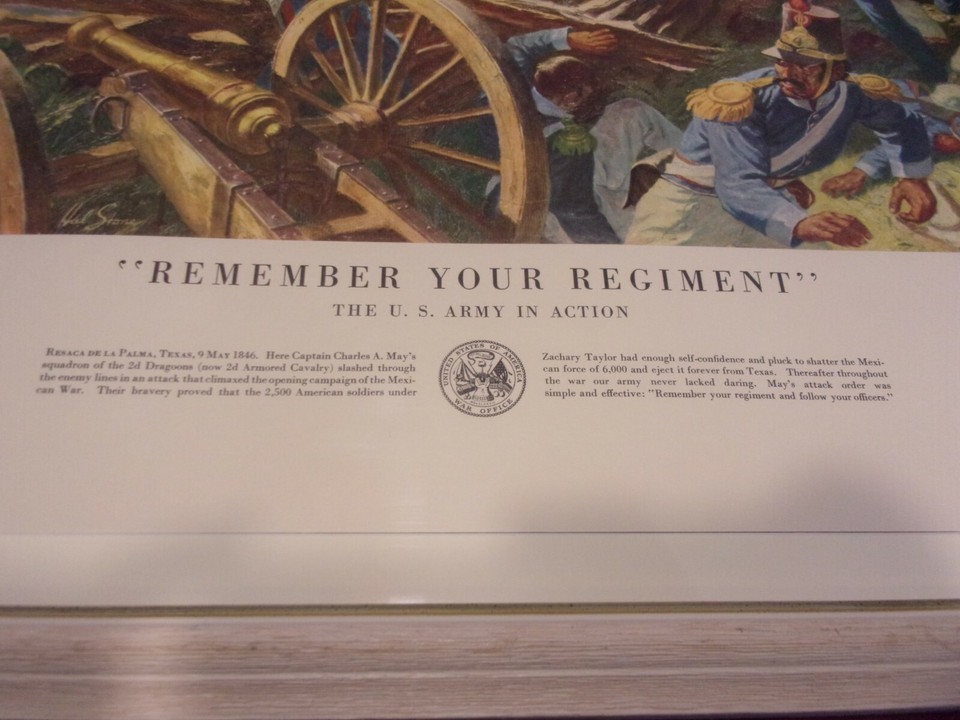 Hal Stone
“REMEMBER YOUR REGIMENT”
THE U. S. ARMY IN ACTION
RESACA DE LA PALMA, TEXAS, 9 MAY 1846. Here Captain Charles A. May's
squadron of the 2d Dragoons (now 2d Armored Cavalry) slashed through
the enemy lines in an attack that climaxed the opening campaign of the Mexi-
can War. Their bravery proved that the 2,500 American soldiers under
UNITED STATES OF AMERICA
WAR OFFICE
Zachary Taylor had enough self-confidence and pluck to shatter the Mexi-
can force of 6,000 and eject it forever from Texas. Thereafter throughout
the war our army never lacked daring. May's attack order was
simple and effective: "Remember your regiment and follow your officers."